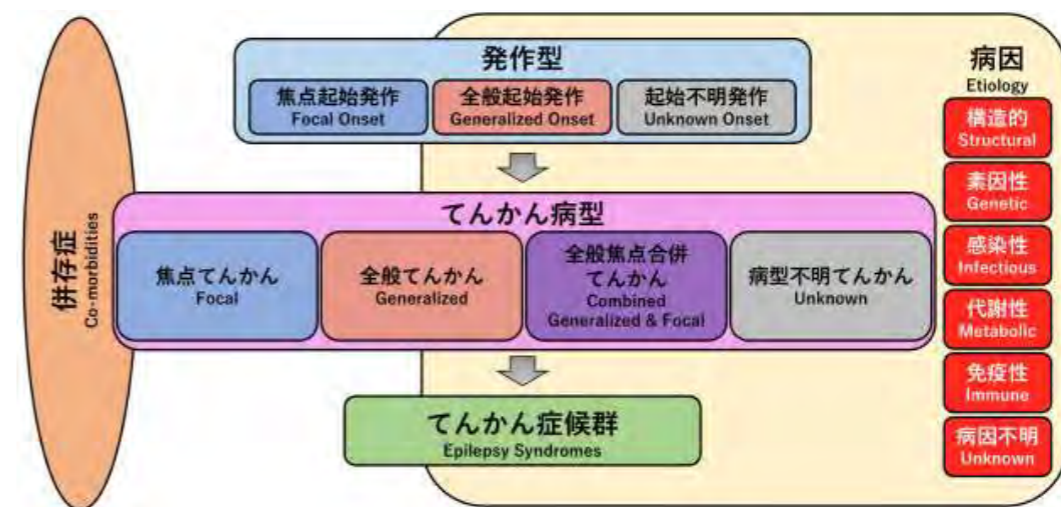 発作型
焦点起始発作
Focal Onset
全般起始発作
Generalized Onset
起始不明発作
Unknown Onset
てんかん病型
焦点てんかん
Focal
全般てんかん
Generalized
全般焦点合併
てんかん
Combined
Generalized & Focal
病型不明てんかん
Unknown
てんかん症候群
Epilepsy Syndromes
併存症
Co-morbidities
病因
Etiology
構造的
Structural
素因性
Genetic
感染性
Infectious
代謝性
Metabolic
免疫性
Immune
病因不明
Unknown